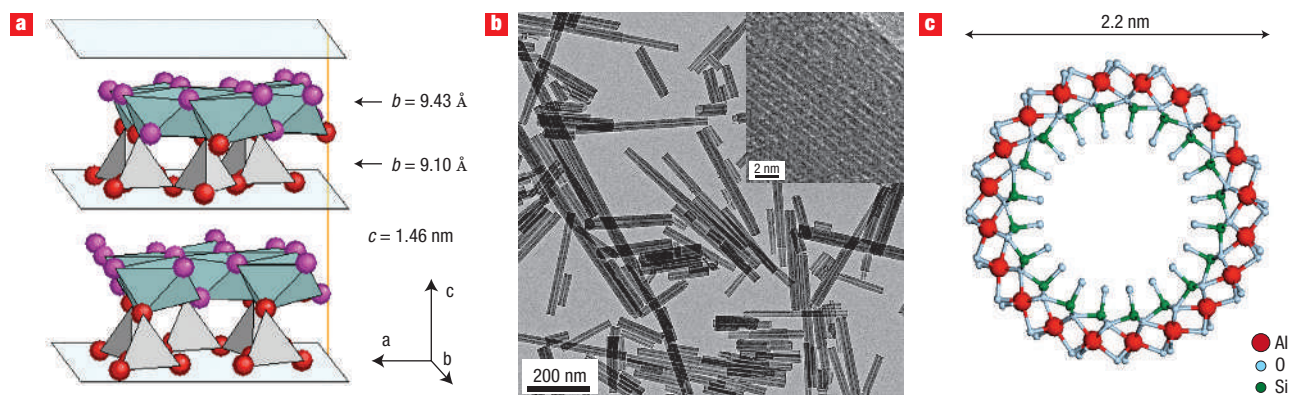 a
b = 9.43 Å
b = 9.10 Å
c = 1.46 nm
c
a
b
b
2 nm
200 nm
c
2.2 nm
Al
O
Si